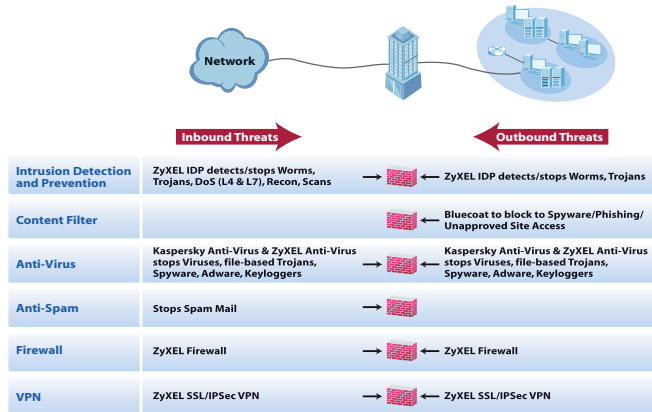 Network
Inbound Threats
Outbound Threats
Intrusion Detection
and Prevention
ZyXEL IDP detects/stops Worms,
Trojans, DoS (L4 & L7), Recon, Scans
ZyXEL IDP detects/stops Worms, Trojans
Content Filter
Bluecoat to block to Spyware/Phishing/
Unapproved Site Access
Anti-Virus
Kaspersky Anti-Virus & ZyXEL Anti-Virus
stops Viruses, file-based Trojans,
Spyware, Adware, Keyloggers
Kaspersky Anti-Virus & ZyXEL Anti-Virus
stops Viruses, file-based Trojans,
Spyware, Adware, Keyloggers
Anti-Spam
Stops Spam Mail
Firewall
ZyXEL Firewall
ZyXEL Firewall
VPN
ZyXEL SSL/IPSec VPN
ZyXEL SSL/IPSec VPN